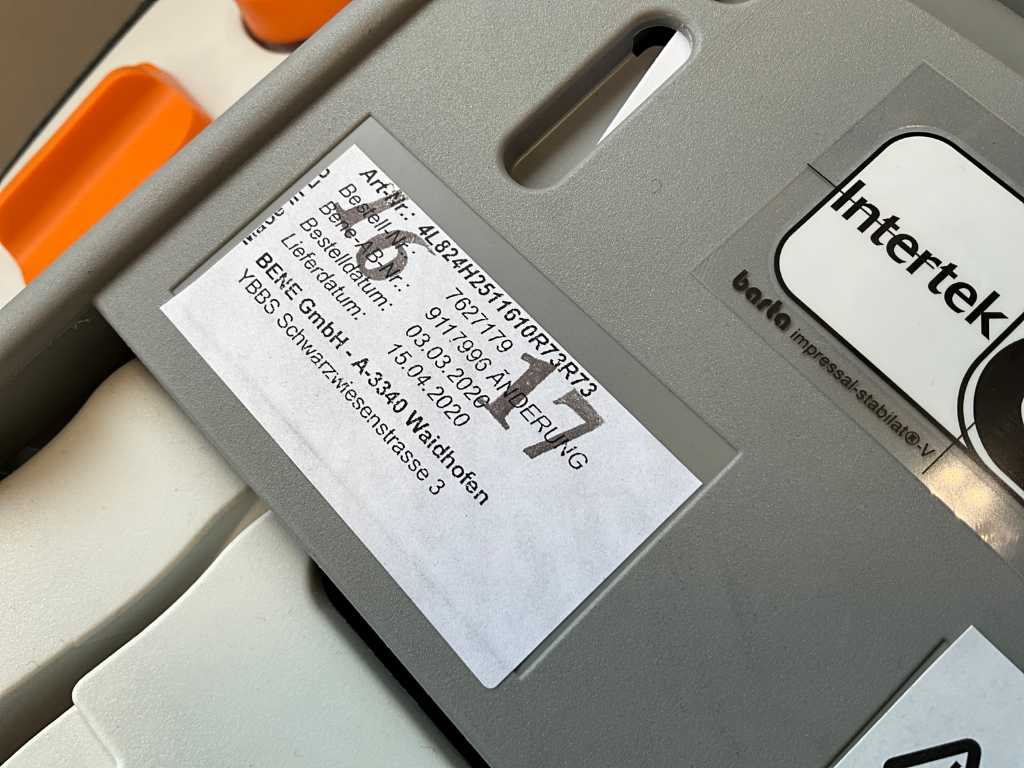 Art-Nr.: 4L824H2511610R73R73
Bestell-Nr.: 7627179
Bene-AB-Nr.: 9117996 ÄNDERUNG
Bestelldatum: 03.03.2020
Lieferdatum: 15.04.2020
BENE GmbH - A-3340 Waidhofen
YBBS Schwarzwiesenstrasse 3
16
17
Intertek
barta impressal-stabilat®-V